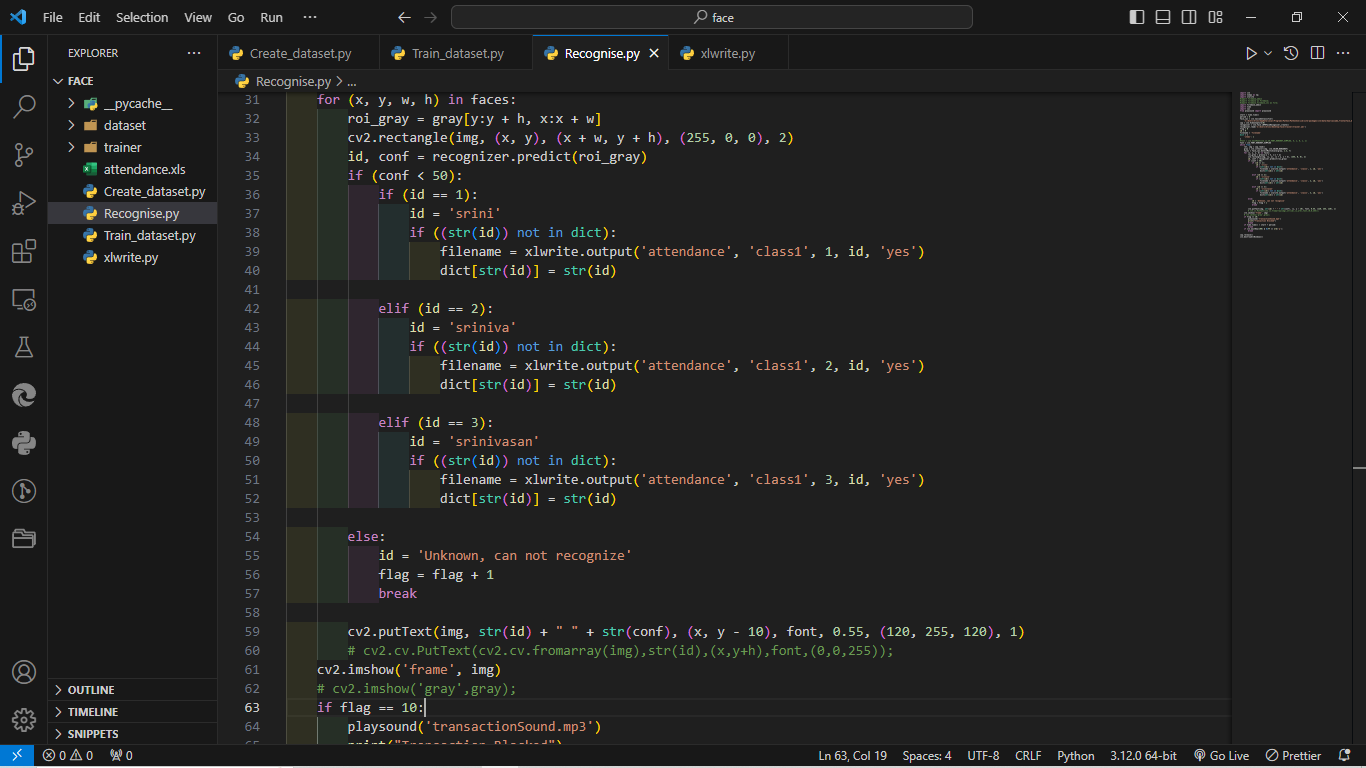 File Edit Selection View Go Run ··· face
EXPLORER ···
FACE
__pycache__
dataset
trainer
attendance.xls
Create_dataset.py
Recognise.py
Train_dataset.py
xlwrite.py
OUTLINE
TIMELINE
SNIPPETS
Create_dataset.py Train_dataset.py Recognise.py xlwrite.py
Recognise.py > ...
31 for (x, y, w, h) in faces:
32 roi_gray = gray[y:y + h, x:x + w]
33 cv2.rectangle(img, (x, y), (x + w, y + h), (255, 0, 0), 2)
34 id, conf = recognizer.predict(roi_gray)
35 if (conf < 50):
36 if (id == 1):
37 id = 'srini'
38 if ((str(id)) not in dict):
39 filename = xlwrite.output('attendance', 'class1', 1, id, 'yes')
40 dict[str(id)] = str(id)
41
42 elif (id == 2):
43 id = 'sriniva'
44 if ((str(id)) not in dict):
45 filename = xlwrite.output('attendance', 'class1', 2, id, 'yes')
46 dict[str(id)] = str(id)
47
48 elif (id == 3):
49 id = 'srinivasan'
50 if ((str(id)) not in dict):
51 filename = xlwrite.output('attendance', 'class1', 3, id, 'yes')
52 dict[str(id)] = str(id)
53
54 else:
55 id = 'Unknown, can not recognize'
56 flag = flag + 1
57 break
58
59 cv2.putText(img, str(id) + " " + str(conf), (x, y - 10), font, 0.55, (120, 255, 120), 1)
60 # cv2.cv.PutText(cv2.cv.fromarray(img),str(id),(x,y+h),font,(0,0,255));
61 cv2.imshow('frame', img)
62 # cv2.imshow('gray',gray);
63 if flag == 10:
64 playsound('transactionSound.mp3')
65 print("Transaction Blocked")
0 0 0 Ln 63, Col 19 Spaces: 4 UTF-8 CRLF Python 3.12.0 64-bit Go Live Prettier